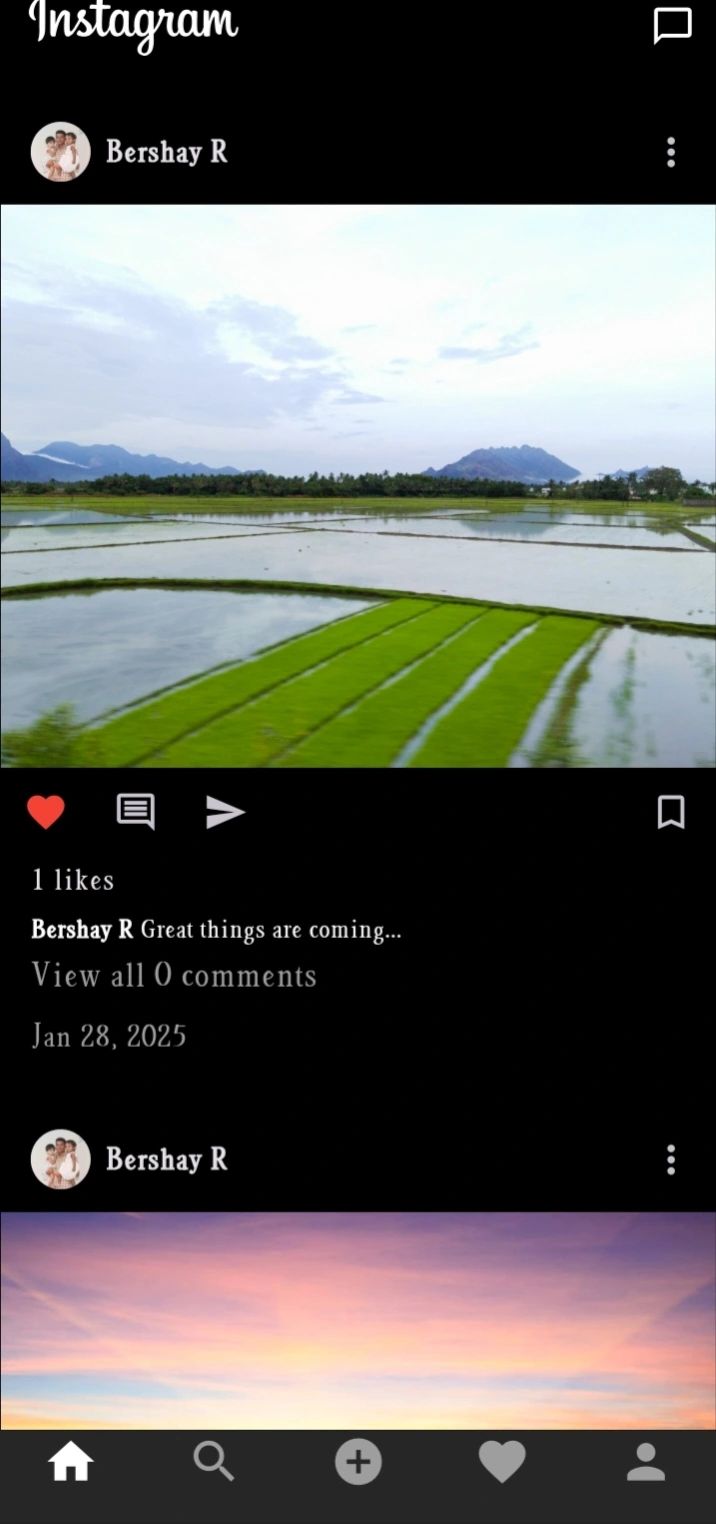 Instagram
Bershay R
1 likes
Bershay R Great things are coming...
View all 0 comments
Jan 28, 2025
Bershay R